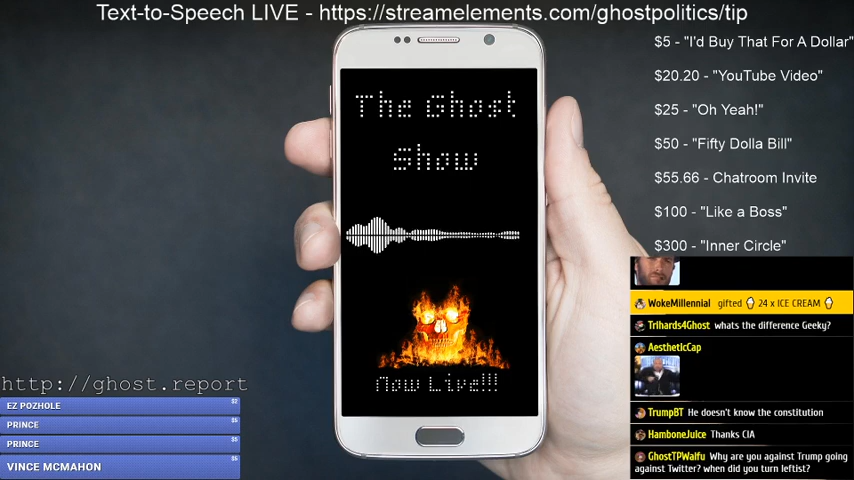 Text-to-Speech LIVE - https://streamelements.com/ghostpolitics/tip
$5 - "I'd Buy That For A Dollar"
$20.20 - "YouTube Video"
$25 - "Oh Yeah!"
$50 - "Fifty Dolla Bill"
$55.66 - Chatroom Invite
$100 - "Like a Boss"
$300 - "Inner Circle"
The Ghost
Show
Now Live!!!
http://ghost.report
EZ POZHOLE $2
PRINCE $5
PRINCE $5
VINCE MCMAHON $5
WokeMillennial gifted 24 x ICE CREAM
Trihards4Ghost whats the difference Geeky?
AestheticCap
TrumpBT He doesn't know the constitution
HamboneJuice Thanks CIA
GhostTPWaifu Why are you against Trump going
against Twitter? when did you turn leftist?